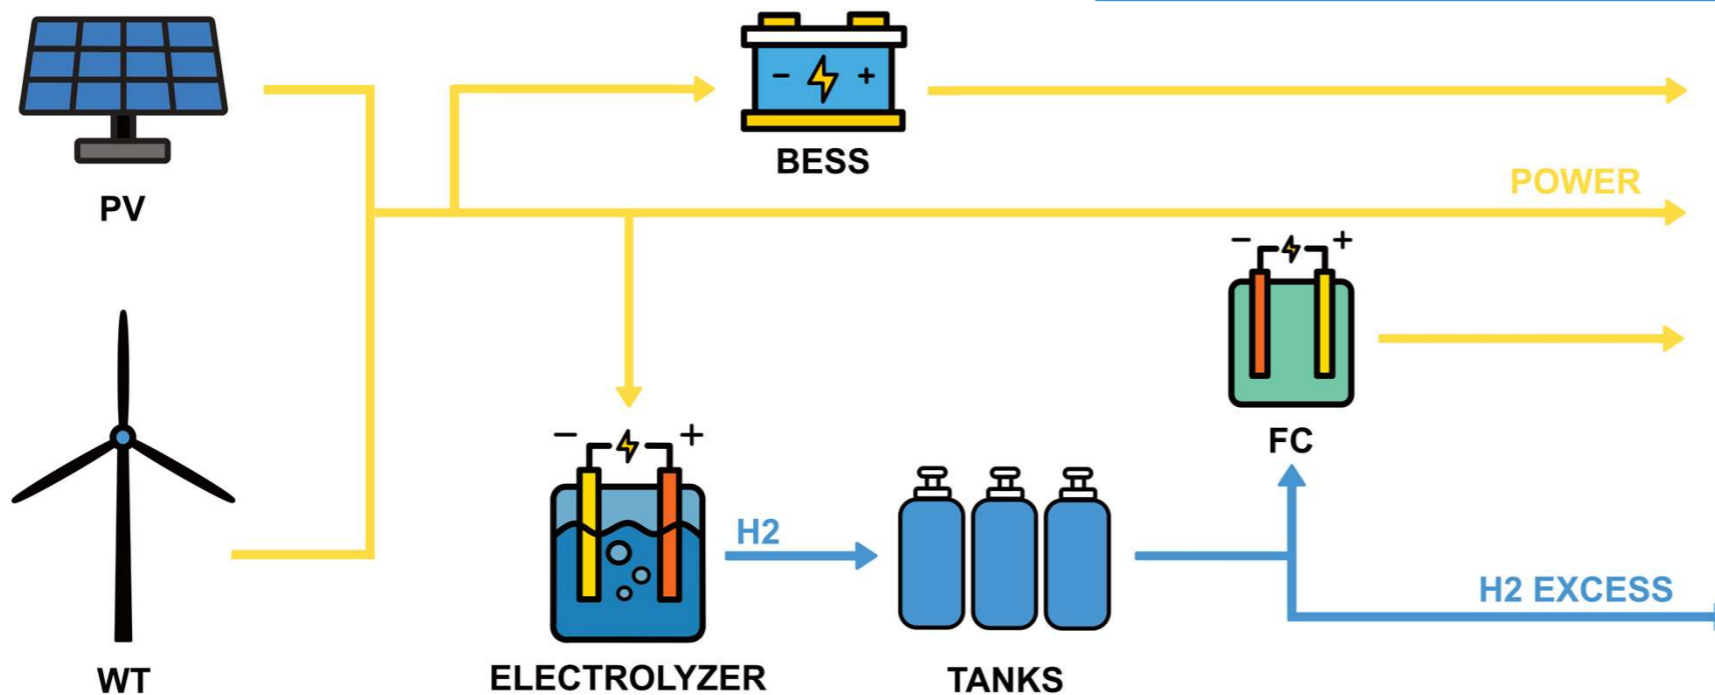 PV
BESS
POWER
- +
FC
- +
H2
H2 EXCESS
WT
ELECTROLYZER
TANKS
- +